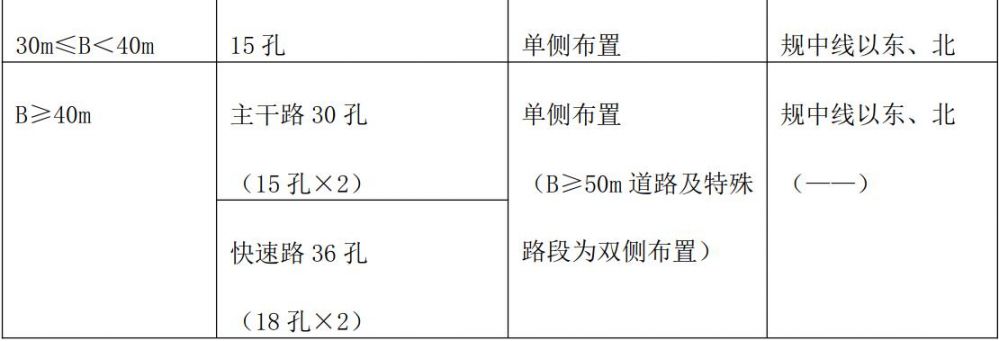 30m≤B＜40m
15孔
单侧布置
规中线以东、北
B≥40m
主干路30孔
（15孔×2）
快速路36孔
（18孔×2）
单侧布置
（B≥50m道路及特殊
路段为双侧布置）
规中线以东、北
（——）